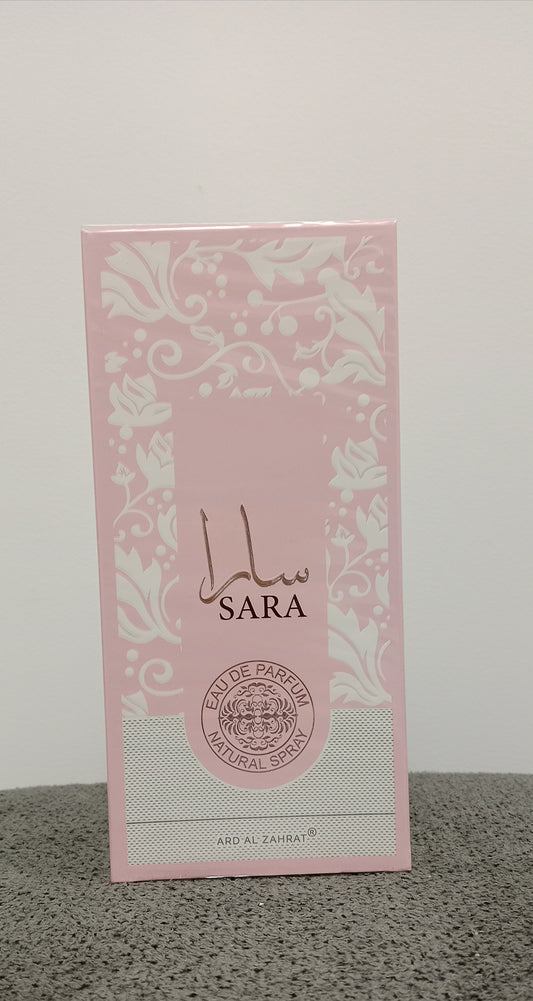 سارا
SARA
EAU DE PARFUM
NATURAL SPRAY
ARD AL ZAHRAT®